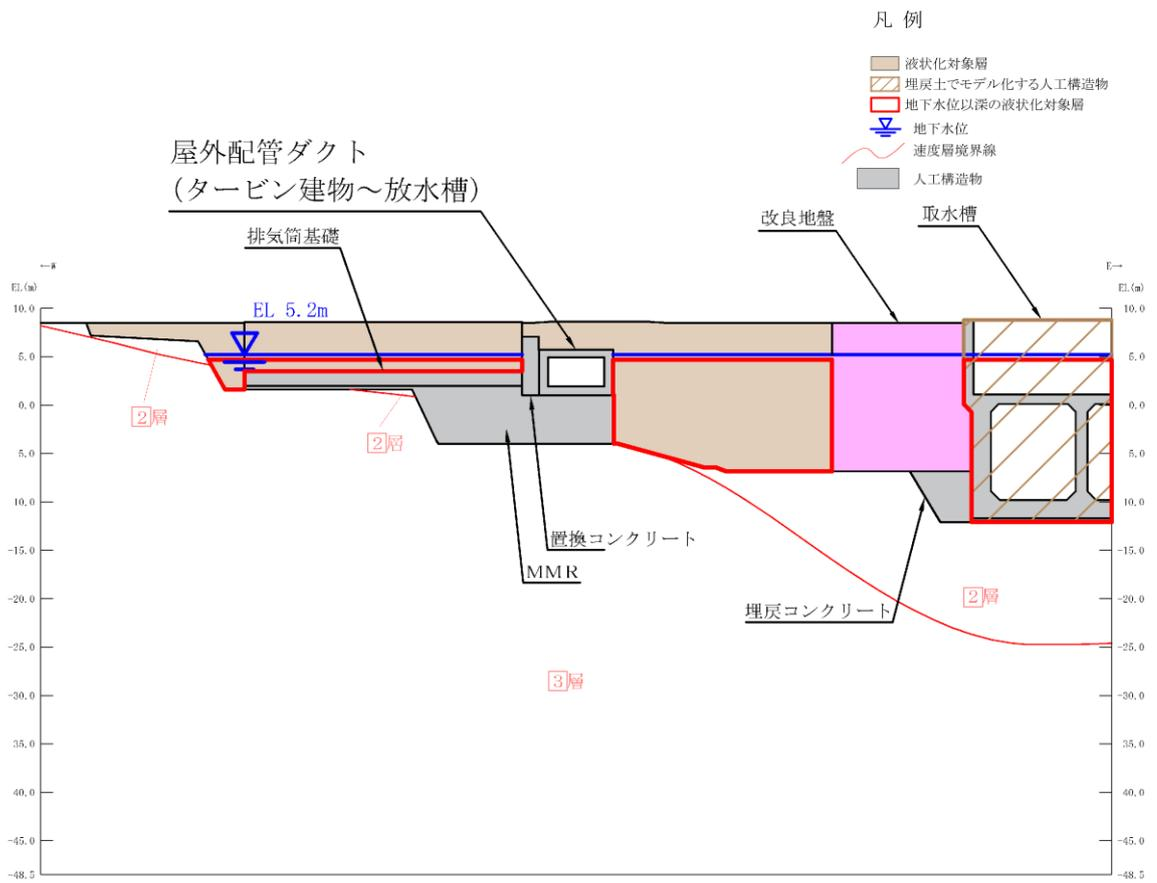 凡 例
液状化対象層
埋戻土でモデル化する人工構造物
地下水位以深の液状化対象層
地下水位
速度層境界線
人工構造物
屋外配管ダクト
(タービン建物～放水槽)
排気筒基礎
改良地盤
取水槽
←W
E→
EL(m)
EL(m)
EL 5.2m
10.0
5.0
0.0
5.0
10.0
-15.0
-20.0
-25.0
-30.0
35.0
40.0
-45.0
-48.5
10.0
5.0
0.0
5.0
10.0
-15.0
-20.0
-25.0
-30.0
35.0
40.0
-45.0
-48.5
2層
2層
置換コンクリート
MMR
埋戻コンクリート
2層
3層